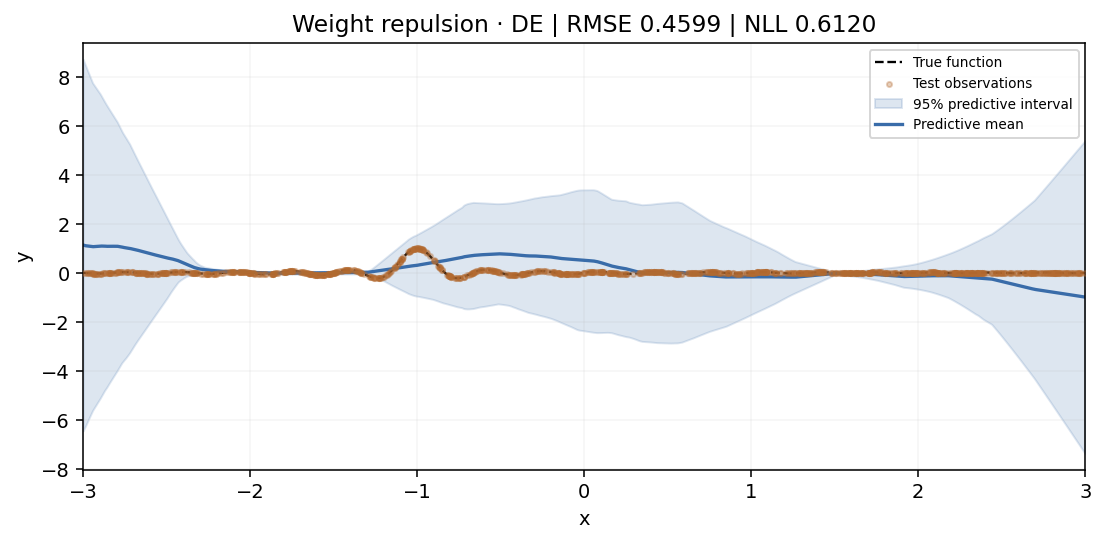 Weight repulsion · DE | RMSE 0.4599 | NLL 0.6120
True function
Test observations
95% predictive interval
Predictive mean
y
8
6
4
2
0
−2
−4
−6
−8
−3
−2
−1
0
1
2
3
x